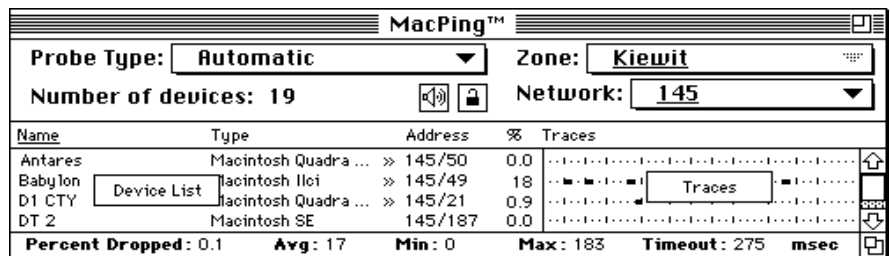 MacPing™
Probe Type: Automatic Zone: Kiewit
Number of devices: 19 Network: 145
Name Type Address % Traces
Antares Macintosh Quadra ... » 145/50 0.0
Babylon Macintosh IIci » 145/49 18
Device List Traces
D1 CTY Macintosh Quadra ... » 145/21 0.9
DT 2 Macintosh SE 145/187 0.0
Percent Dropped: 0.1 Avg: 17 Min: 0 Max: 183 Timeout: 275 msec